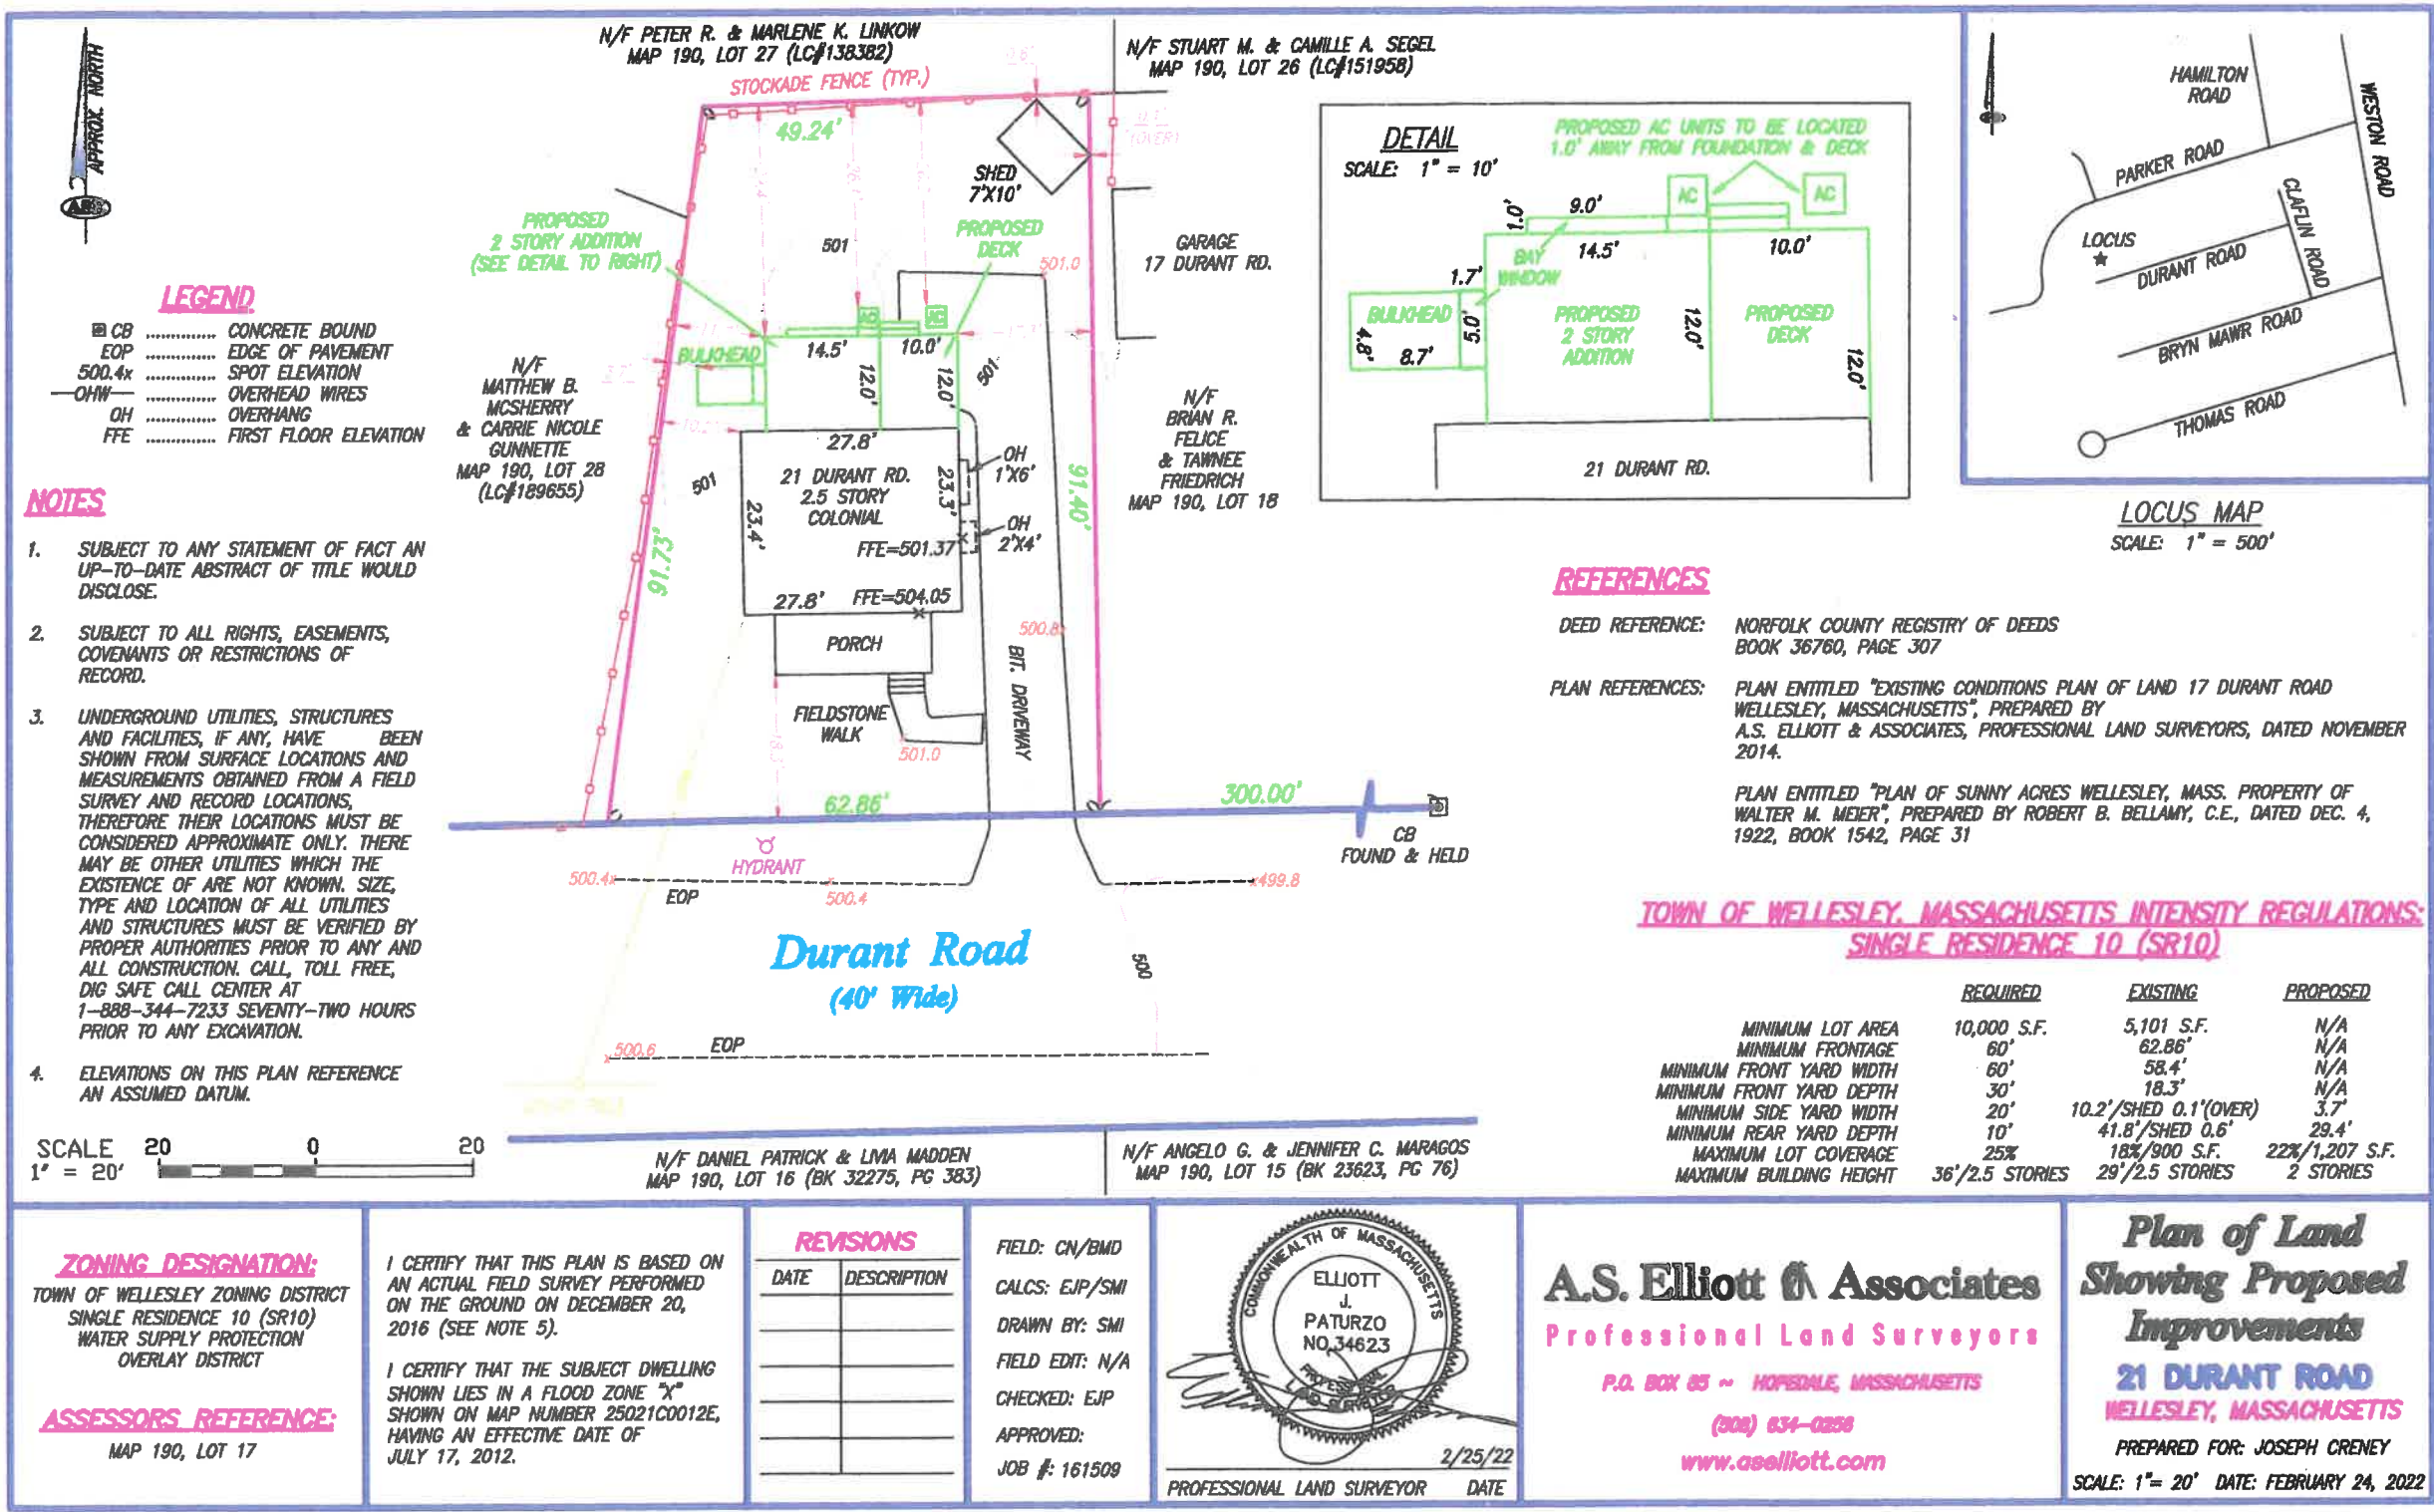 APPROX. NORTH
N/F PETER R. & MARLENE K. LINKOW
MAP 190, LOT 27 (LC#138382)
STOCKADE FENCE (TYP.)
N/F STUART M. & CAMILLE A. SEGEL
MAP 190, LOT 26 (LC#151958)
0.6'
0.1'
(OVER)
49.24'
SHED
7'X10'
PROPOSED
2 STORY ADDITION
(SEE DETAIL TO RIGHT)
501
PROPOSED
DECK
501.0
GARAGE
17 DURANT RD.
LEGEND
CB ............. CONCRETE BOUND
EOP ............. EDGE OF PAVEMENT
500.4x ............. SPOT ELEVATION
—OHW— ............. OVERHEAD WIRES
OH ............. OVERHANG
FFE ............. FIRST FLOOR ELEVATION
N/F
MATTHEW B.
MCSHERRY
& CARRIE NICOLE
GUNNETTE
MAP 190, LOT 28
(LC#189655)
BULKHEAD
14.5'
10.0'
12.0'
12.0'
501
10.2'
27.8'
21 DURANT RD.
2.5 STORY
COLONIAL
23.4'
23.3'
FFE=501.37
27.8'
FFE=504.05
OH
1'X6'
OH
2'X4'
501
91.73'
91.40'
N/F
BRIAN R.
FELICE
& TAWNEE
FRIEDRICH
MAP 190, LOT 18
PORCH
500.8x
BIT. DRIVEWAY
FIELDSTONE
WALK
501.0
18.3'
62.86'
300.00'
CB
FOUND & HELD
HYDRANT
500.4x
EOP
500.4
x499.8
Durant Road
(40' Wide)
500
x500.6
EOP
N/F DANIEL PATRICK & LIVIA MADDEN
MAP 190, LOT 16 (BK 32275, PG 383)
N/F ANGELO G. & JENNIFER C. MARAGOS
MAP 190, LOT 15 (BK 23623, PG 76)
NOTES
1. SUBJECT TO ANY STATEMENT OF FACT AN
UP-TO-DATE ABSTRACT OF TITLE WOULD
DISCLOSE.
2. SUBJECT TO ALL RIGHTS, EASEMENTS,
COVENANTS OR RESTRICTIONS OF
RECORD.
3. UNDERGROUND UTILITIES, STRUCTURES
AND FACILITIES, IF ANY, HAVE BEEN
SHOWN FROM SURFACE LOCATIONS AND
MEASUREMENTS OBTAINED FROM A FIELD
SURVEY AND RECORD LOCATIONS,
THEREFORE THEIR LOCATIONS MUST BE
CONSIDERED APPROXIMATE ONLY. THERE
MAY BE OTHER UTILITIES WHICH THE
EXISTENCE OF ARE NOT KNOWN. SIZE,
TYPE AND LOCATION OF ALL UTILITIES
AND STRUCTURES MUST BE VERIFIED BY
PROPER AUTHORITIES PRIOR TO ANY AND
ALL CONSTRUCTION. CALL, TOLL FREE,
DIG SAFE CALL CENTER AT
1-888-344-7233 SEVENTY-TWO HOURS
PRIOR TO ANY EXCAVATION.
4. ELEVATIONS ON THIS PLAN REFERENCE
AN ASSUMED DATUM.
SCALE
1" = 20'
20 0 20
DETAIL
SCALE: 1" = 10'
PROPOSED AC UNITS TO BE LOCATED
1.0' AWAY FROM FOUNDATION & DECK
AC
AC
1.0'
9.0'
BAY
WINDOW
14.5'
10.0'
1.7'
BULKHEAD
4.8'
8.7'
5.0'
PROPOSED
2 STORY
ADDITION
12.0'
PROPOSED
DECK
12.0'
21 DURANT RD.
HAMILTON
ROAD
WESTON ROAD
PARKER ROAD
CLAFLIN ROAD
LOCUS
DURANT ROAD
BRYN MAWR ROAD
THOMAS ROAD
LOCUS MAP
SCALE: 1" = 500'
REFERENCES
DEED REFERENCE: NORFOLK COUNTY REGISTRY OF DEEDS
BOOK 36760, PAGE 307
PLAN REFERENCES: PLAN ENTITLED "EXISTING CONDITIONS PLAN OF LAND 17 DURANT ROAD
WELLESLEY, MASSACHUSETTS", PREPARED BY
A.S. ELLIOTT & ASSOCIATES, PROFESSIONAL LAND SURVEYORS, DATED NOVEMBER
2014.
PLAN ENTITLED "PLAN OF SUNNY ACRES WELLESLEY, MASS. PROPERTY OF
WALTER M. MEIER", PREPARED BY ROBERT B. BELLAMY, C.E., DATED DEC. 4,
1922, BOOK 1542, PAGE 31
TOWN OF WELLESLEY, MASSACHUSETTS INTENSITY REGULATIONS:
SINGLE RESIDENCE 10 (SR10)
REQUIRED EXISTING PROPOSED
MINIMUM LOT AREA 10,000 S.F. 5,101 S.F. N/A
MINIMUM FRONTAGE 60' 62.86' N/A
MINIMUM FRONT YARD WIDTH 60' 58.4' N/A
MINIMUM FRONT YARD DEPTH 30' 18.3' N/A
MINIMUM SIDE YARD WIDTH 20' 10.2'/SHED 0.1'(OVER) 3.7'
MINIMUM REAR YARD DEPTH 10' 41.8'/SHED 0.6' 29.4'
MAXIMUM LOT COVERAGE 25% 18%/900 S.F. 22%/1,207 S.F.
MAXIMUM BUILDING HEIGHT 36'/2.5 STORIES 29'/2.5 STORIES 2 STORIES
ZONING DESIGNATION:
TOWN OF WELLESLEY ZONING DISTRICT
SINGLE RESIDENCE 10 (SR10)
WATER SUPPLY PROTECTION
OVERLAY DISTRICT
ASSESSORS REFERENCE:
MAP 190, LOT 17
I CERTIFY THAT THIS PLAN IS BASED ON
AN ACTUAL FIELD SURVEY PERFORMED
ON THE GROUND ON DECEMBER 20,
2016 (SEE NOTE 5).
I CERTIFY THAT THE SUBJECT DWELLING
SHOWN LIES IN A FLOOD ZONE "X"
SHOWN ON MAP NUMBER 25021C0012E,
HAVING AN EFFECTIVE DATE OF
JULY 17, 2012.
REVISIONS
DATE DESCRIPTION
FIELD: CN/BMD
CALCS: EJP/SMI
DRAWN BY: SMI
FIELD EDIT: N/A
CHECKED: EJP
APPROVED:
JOB #: 161509
COMMONWEALTH OF MASSACHUSETTS
ELLIOTT
J.
PATURZO
NO.34623
PROFESSIONAL
LAND SURVEYOR
2/25/22
PROFESSIONAL LAND SURVEYOR DATE
A.S. Elliott & Associates
Professional Land Surveyors
P.O. BOX 85 ~ HOPEDALE, MASSACHUSETTS
(508) 634-0256
www.aselliott.com
Plan of Land
Showing Proposed
Improvements
21 DURANT ROAD
WELLESLEY, MASSACHUSETTS
PREPARED FOR: JOSEPH CRENEY
SCALE: 1"= 20' DATE: FEBRUARY 24, 2022